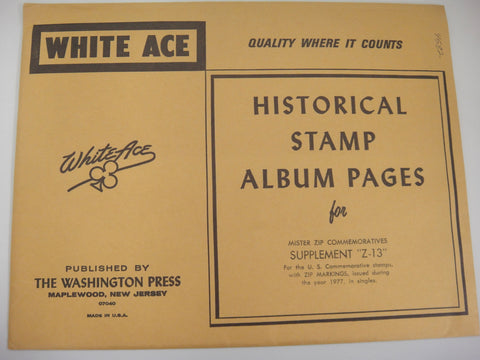 WHITE ACE
QUALITY WHERE IT COUNTS
White Ace
PUBLISHED BY
THE WASHINGTON PRESS
MAPLEWOOD, NEW JERSEY
07040
MADE IN U.S.A.
HISTORICAL
STAMP
ALBUM PAGES
for
MISTER ZIP COMMEMORATIVES
SUPPLEMENT "Z-13"
For the U. S. Commemorative stamps,
with ZIP MARKINGS, issued during
the year 1977, in singles.